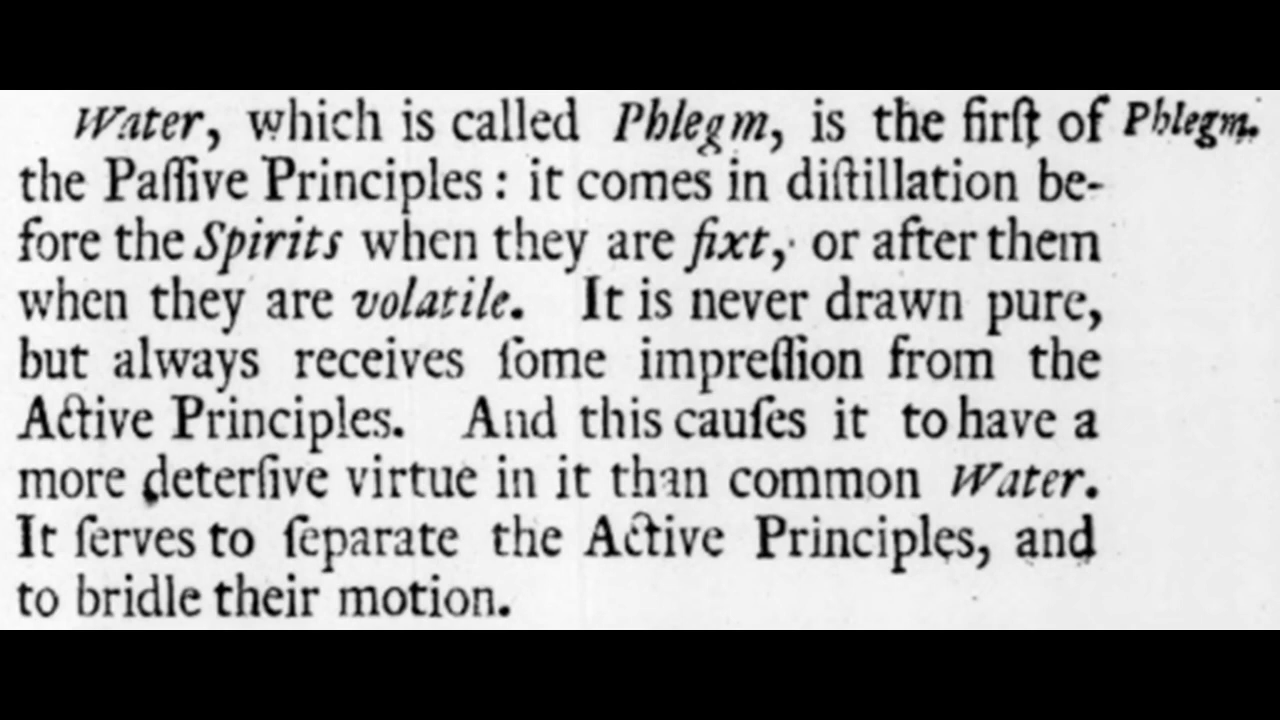 Water, which is called Phlegm, is the firſt of Phlegm.
the Paſſive Principles: it comes in diſtillation be-
fore the Spirits when they are fixt, or after them
when they are volatile. It is never drawn pure,
but always receives ſome impreſſion from the
Active Principles. And this cauſes it to have a
more deterſive virtue in it than common Water.
It ſerves to ſeparate the Active Principles, and
to bridle their motion.